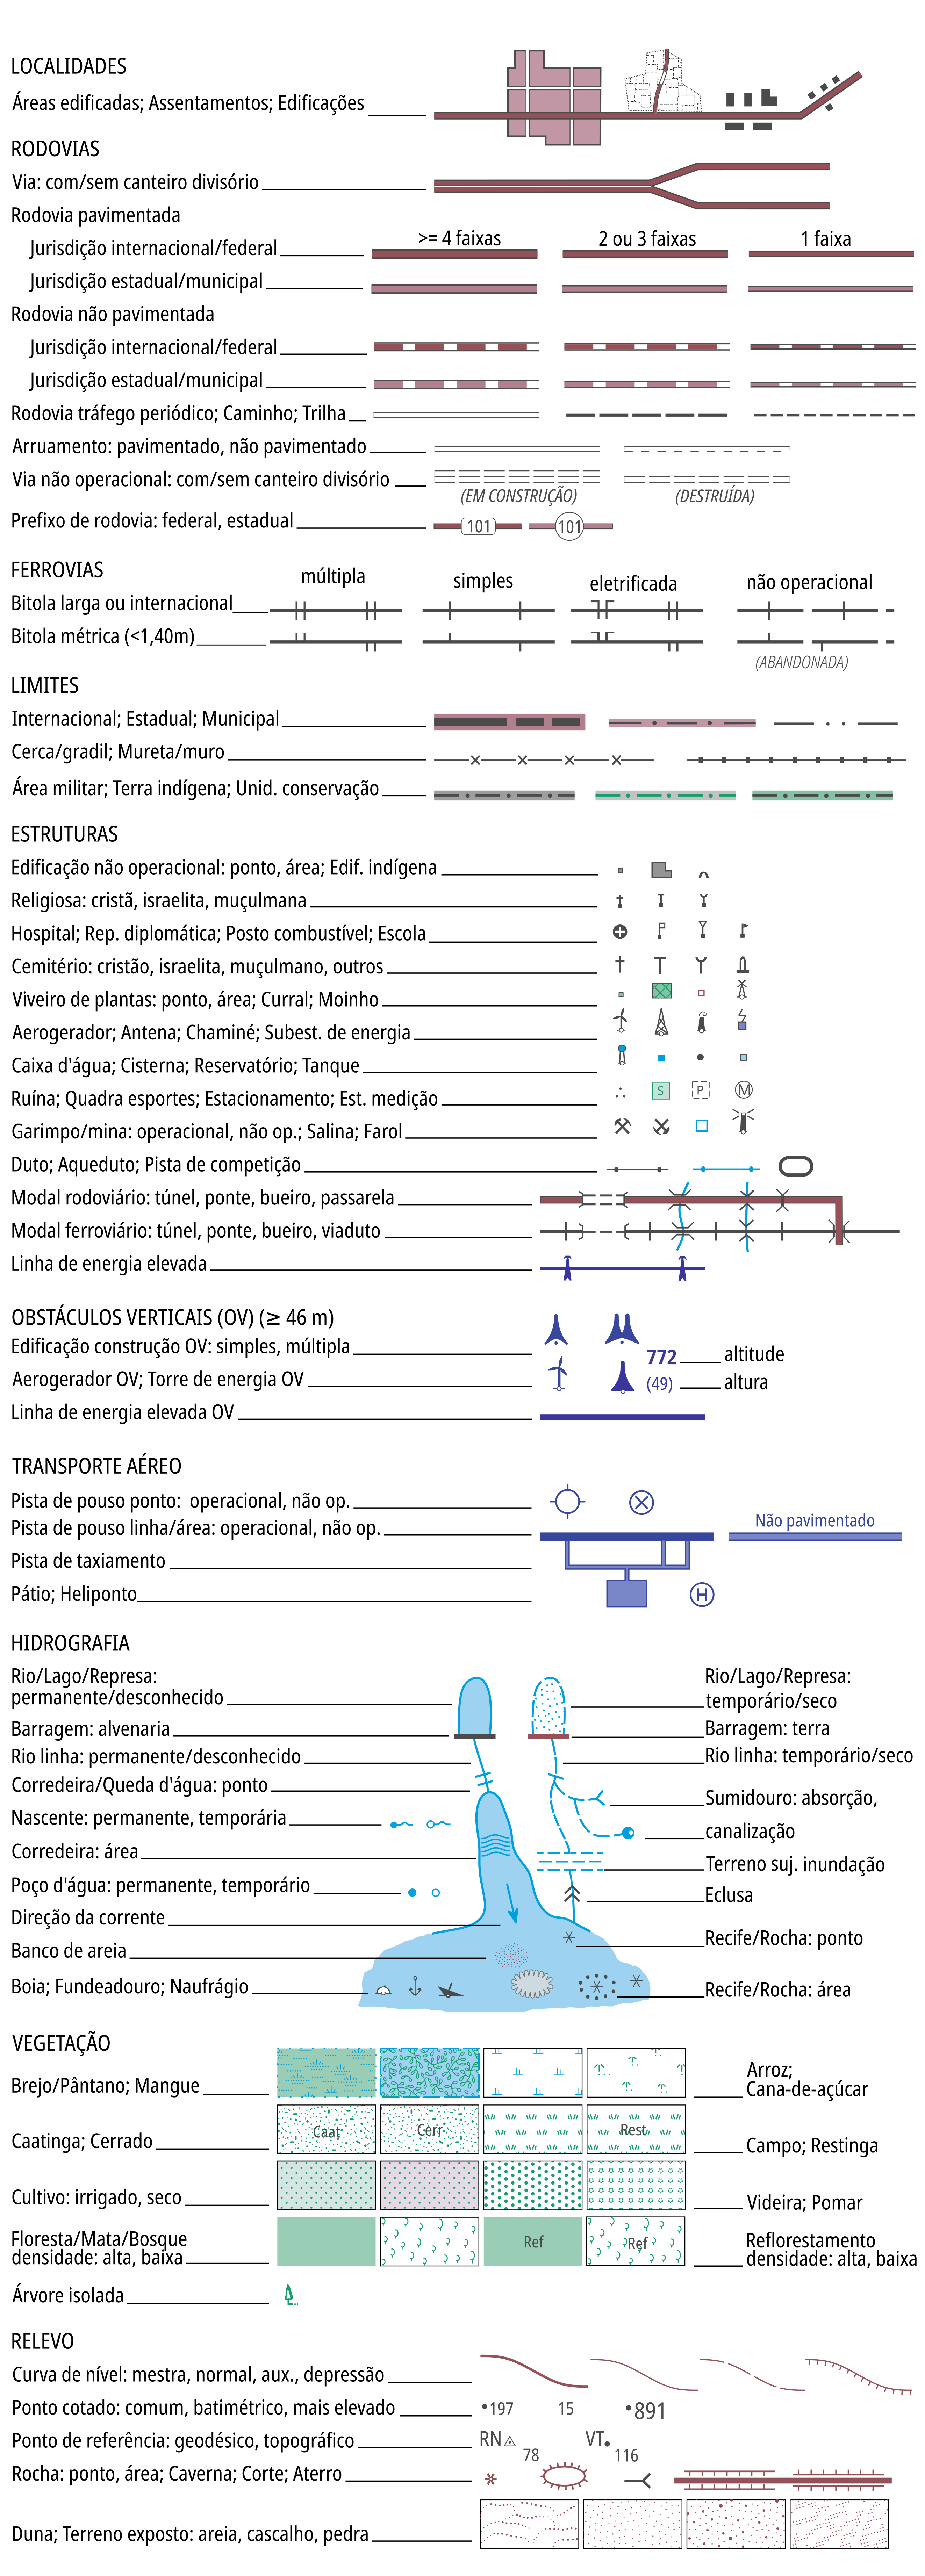 LOCALIDADES
Áreas edificadas; Assentamentos; Edificações
RODOVIAS
Via: com/sem canteiro divisório
Rodovia pavimentada
>= 4 faixas 2 ou 3 faixas 1 faixa
Jurisdição internacional/federal
Jurisdição estadual/municipal
Rodovia não pavimentada
Jurisdição internacional/federal
Jurisdição estadual/municipal
Rodovia tráfego periódico; Caminho; Trilha
Arruamento: pavimentado, não pavimentado
Via não operacional: com/sem canteiro divisório
(EM CONSTRUÇÃO) (DESTRUÍDA)
Prefixo de rodovia: federal, estadual 101 101
FERROVIAS
múltipla simples eletrificada não operacional
Bitola larga ou internacional
Bitola métrica (<1,40m)
(ABANDONADA)
LIMITES
Internacional; Estadual; Municipal
Cerca/gradil; Mureta/muro
Área militar; Terra indígena; Unid. conservação
ESTRUTURAS
Edificação não operacional: ponto, área; Edif. indígena
Religiosa: cristã, israelita, muçulmana
Hospital; Rep. diplomática; Posto combustível; Escola
Cemitério: cristão, israelita, muçulmano, outros
Viveiro de plantas: ponto, área; Curral; Moinho
Aerogerador; Antena; Chaminé; Subest. de energia
Caixa d'água; Cisterna; Reservatório; Tanque
Ruína; Quadra esportes; Estacionamento; Est. medição S P M
Garimpo/mina: operacional, não op.; Salina; Farol
Duto; Aqueduto; Pista de competição
Modal rodoviário: túnel, ponte, bueiro, passarela
Modal ferroviário: túnel, ponte, bueiro, viaduto
Linha de energia elevada
OBSTÁCULOS VERTICAIS (OV) (≥ 46 m)
Edificação construção OV: simples, múltipla
772 altitude
Aerogerador OV; Torre de energia OV
(49) altura
Linha de energia elevada OV
TRANSPORTE AÉREO
Pista de pouso ponto: operacional, não op.
Não pavimentado
Pista de pouso linha/área: operacional, não op.
Pista de taxiamento
Pátio; Heliponto H
HIDROGRAFIA
Rio/Lago/Represa:
permanente/desconhecido
Rio/Lago/Represa:
temporário/seco
Barragem: alvenaria
Barragem: terra
Rio linha: permanente/desconhecido
Rio linha: temporário/seco
Corredeira/Queda d'água: ponto
Sumidouro: absorção,
canalização
Nascente: permanente, temporária
Corredeira: área
Terreno suj. inundação
Poço d'água: permanente, temporário
Eclusa
Direção da corrente
Recife/Rocha: ponto
Banco de areia
Boia; Fundeadouro; Naufrágio
Recife/Rocha: área
VEGETAÇÃO
Brejo/Pântano; Mangue
Arroz;
Cana-de-açúcar
Caatinga; Cerrado
Caat Cerr Rest
Campo; Restinga
Cultivo: irrigado, seco
Videira; Pomar
Floresta/Mata/Bosque
densidade: alta, baixa
Ref Ref
Reflorestamento
densidade: alta, baixa
Árvore isolada
RELEVO
Curva de nível: mestra, normal, aux., depressão
Ponto cotado: comum, batimétrico, mais elevado
197 15 891
Ponto de referência: geodésico, topográfico
RN 78 VT 116
Rocha: ponto, área; Caverna; Corte; Aterro
Duna; Terreno exposto: areia, cascalho, pedra